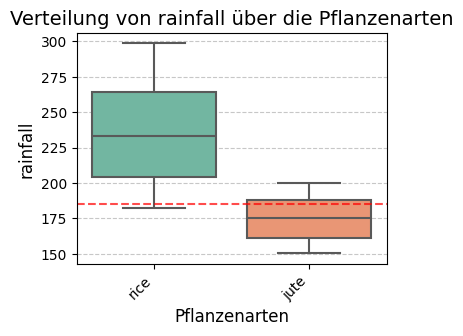 Verteilung von rainfall über die Pflanzenarten
300
275
250
225
200
175
150
rainfall
rice
jute
Pflanzenarten